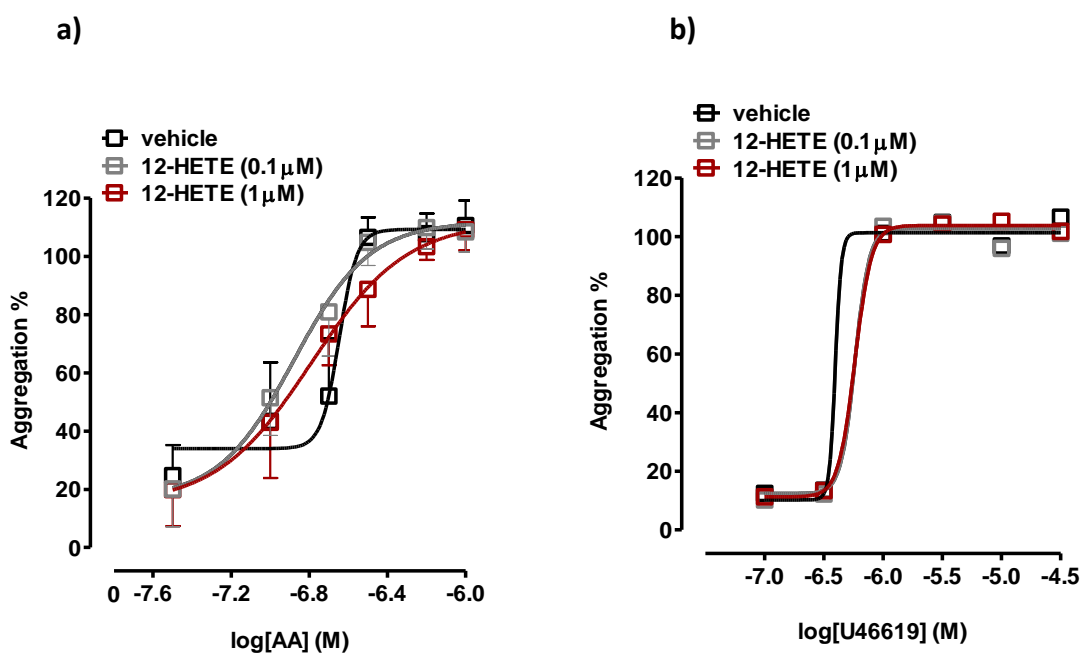 a)
vehicle
12-HETE (0.1μM)
12-HETE (1μM)
120
100
80
60
40
20
0
Aggregation %
0 -7.6 -7.2 -6.8 -6.4 -6.0
log[AA] (M)
b)
vehicle
12-HETE (0.1μM)
12-HETE (1μM)
120
100
80
60
40
20
0
Aggregation %
-7.0 -6.5 -6.0 -5.5 -5.0 -4.5
log[U46619] (M)